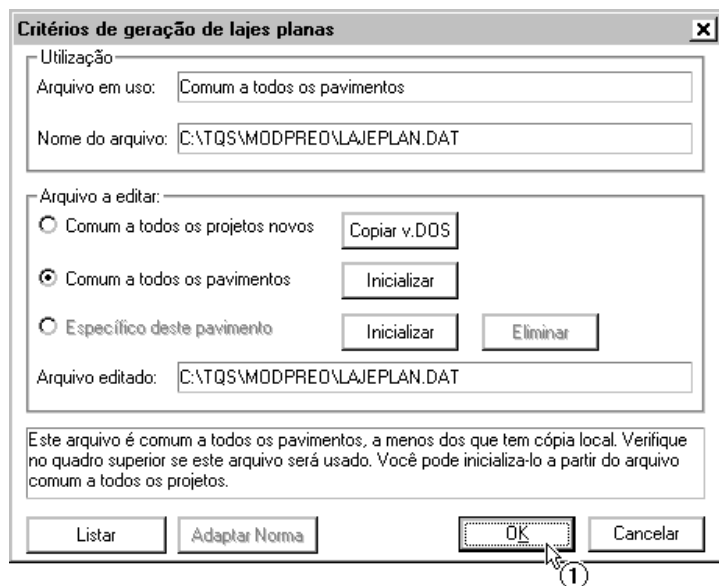 Critérios de geração de lajes planas
Utilização
Arquivo em uso: Comum a todos os pavimentos
Nome do arquivo: C:\TQS\MODPREO\LAJEPLAN.DAT
Arquivo a editar:
Comum a todos os projetos novos Copiar v.DOS
Comum a todos os pavimentos Inicializar
Específico deste pavimento Inicializar Eliminar
Arquivo editado: C:\TQS\MODPREO\LAJEPLAN.DAT
Este arquivo é comum a todos os pavimentos, a menos dos que tem cópia local. Verifique
no quadro superior se este arquivo será usado. Você pode inicializa-lo a partir do arquivo
comum a todos os projetos.
Listar Adaptar Norma OK Cancelar
1